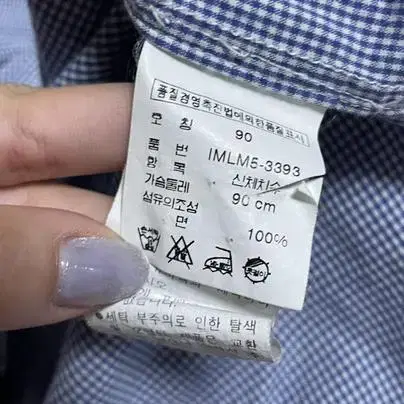 품질경영촉진법에의한품질표시
호 칭 90
품 번 IMLM5-3393
항목 신체치수
가슴둘레 90 cm
섬유의조성
면 100%
세탁 부주의로 인한 탈색
교환